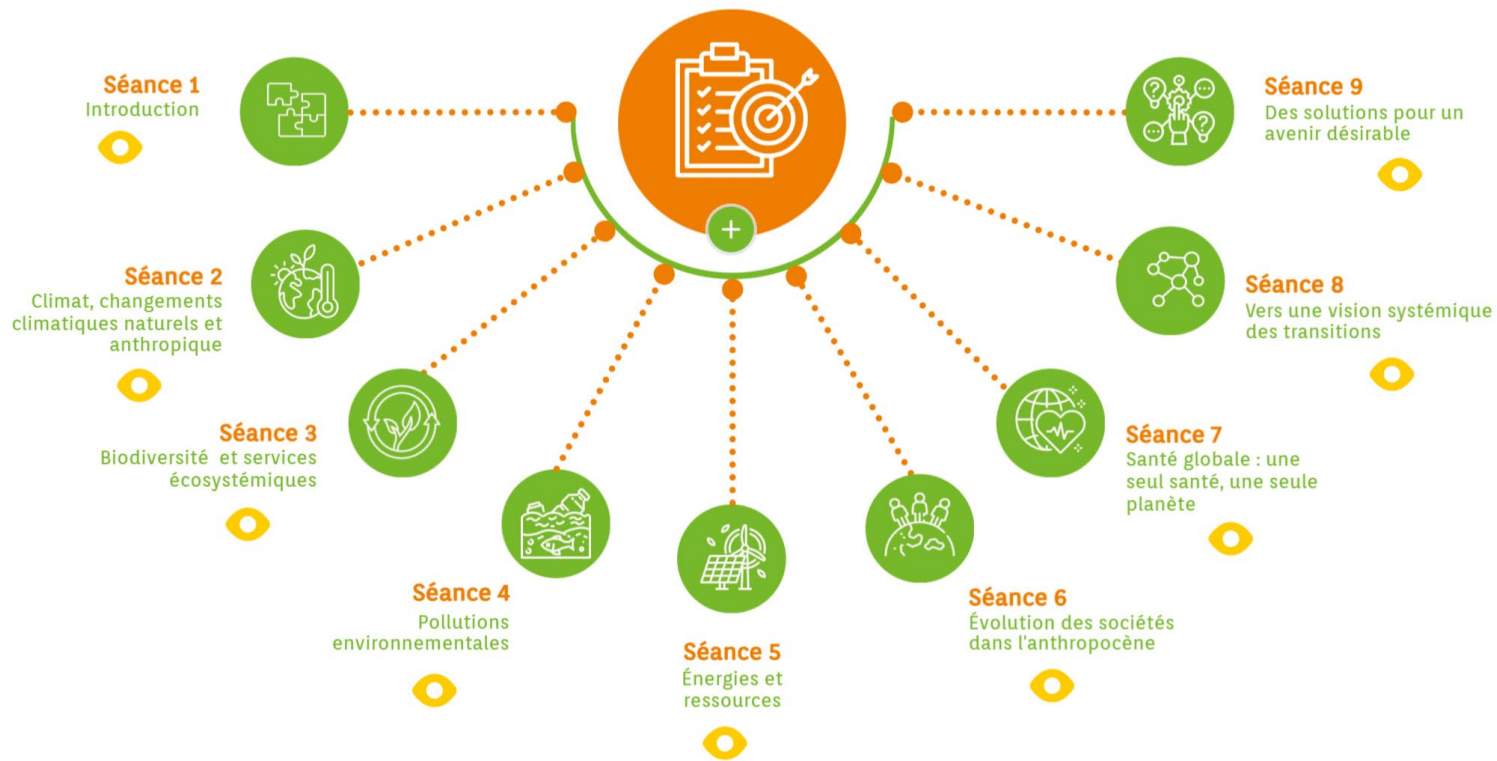 Séance 1
Introduction
Séance 2
Climat, changements
climatiques naturels et
anthropique
Séance 3
Biodiversité et services
écosystémiques
Séance 4
Pollutions
environnementales
Séance 5
Énergies et
ressources
Séance 6
Évolution des sociétés
dans l'anthropocène
Séance 7
Santé globale : une
seul santé, une seule
planète
Séance 8
Vers une vision systémique
des transitions
Séance 9
Des solutions pour un
avenir désirable